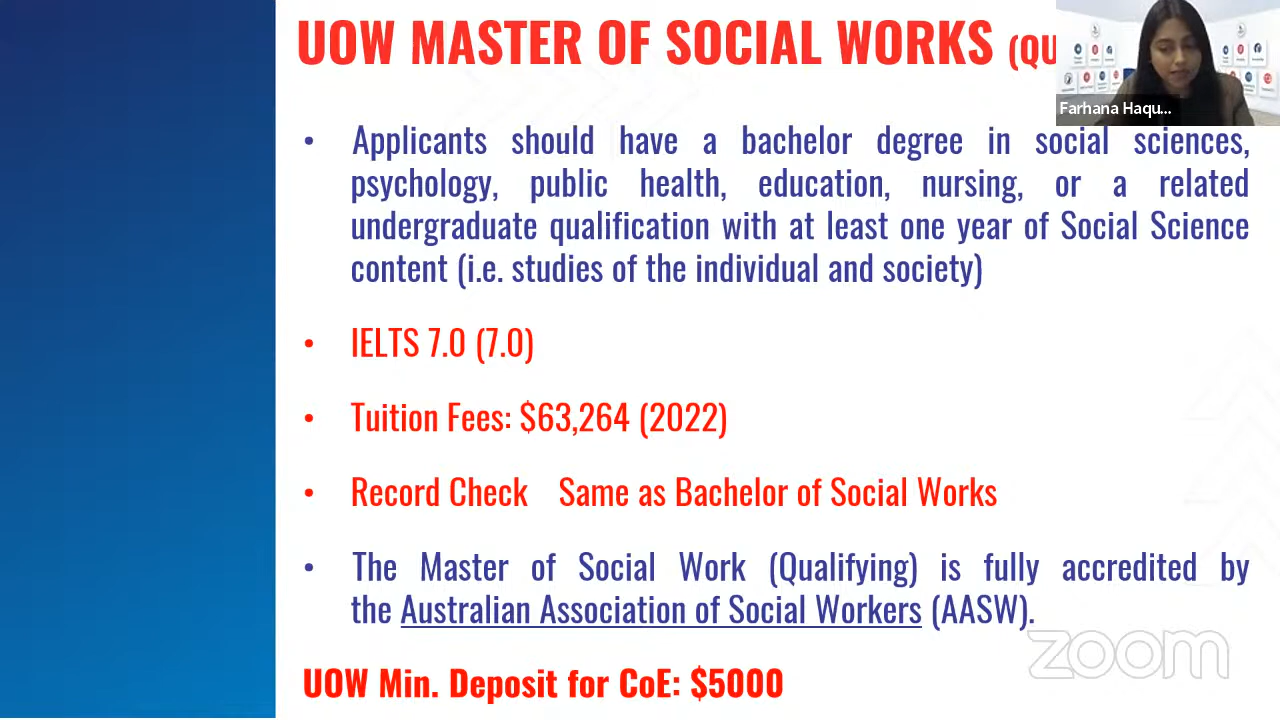 UOW MASTER OF SOCIAL WORKS (QU
Farhana Haqu...
• Applicants should have a bachelor degree in social sciences,
psychology, public health, education, nursing, or a related
undergraduate qualification with at least one year of Social Science
content (i.e. studies of the individual and society)
• IELTS 7.0 (7.0)
• Tuition Fees: $63,264 (2022)
• Record Check Same as Bachelor of Social Works
• The Master of Social Work (Qualifying) is fully accredited by
the Australian Association of Social Workers (AASW).
zoom
UOW Min. Deposit for CoE: $5000